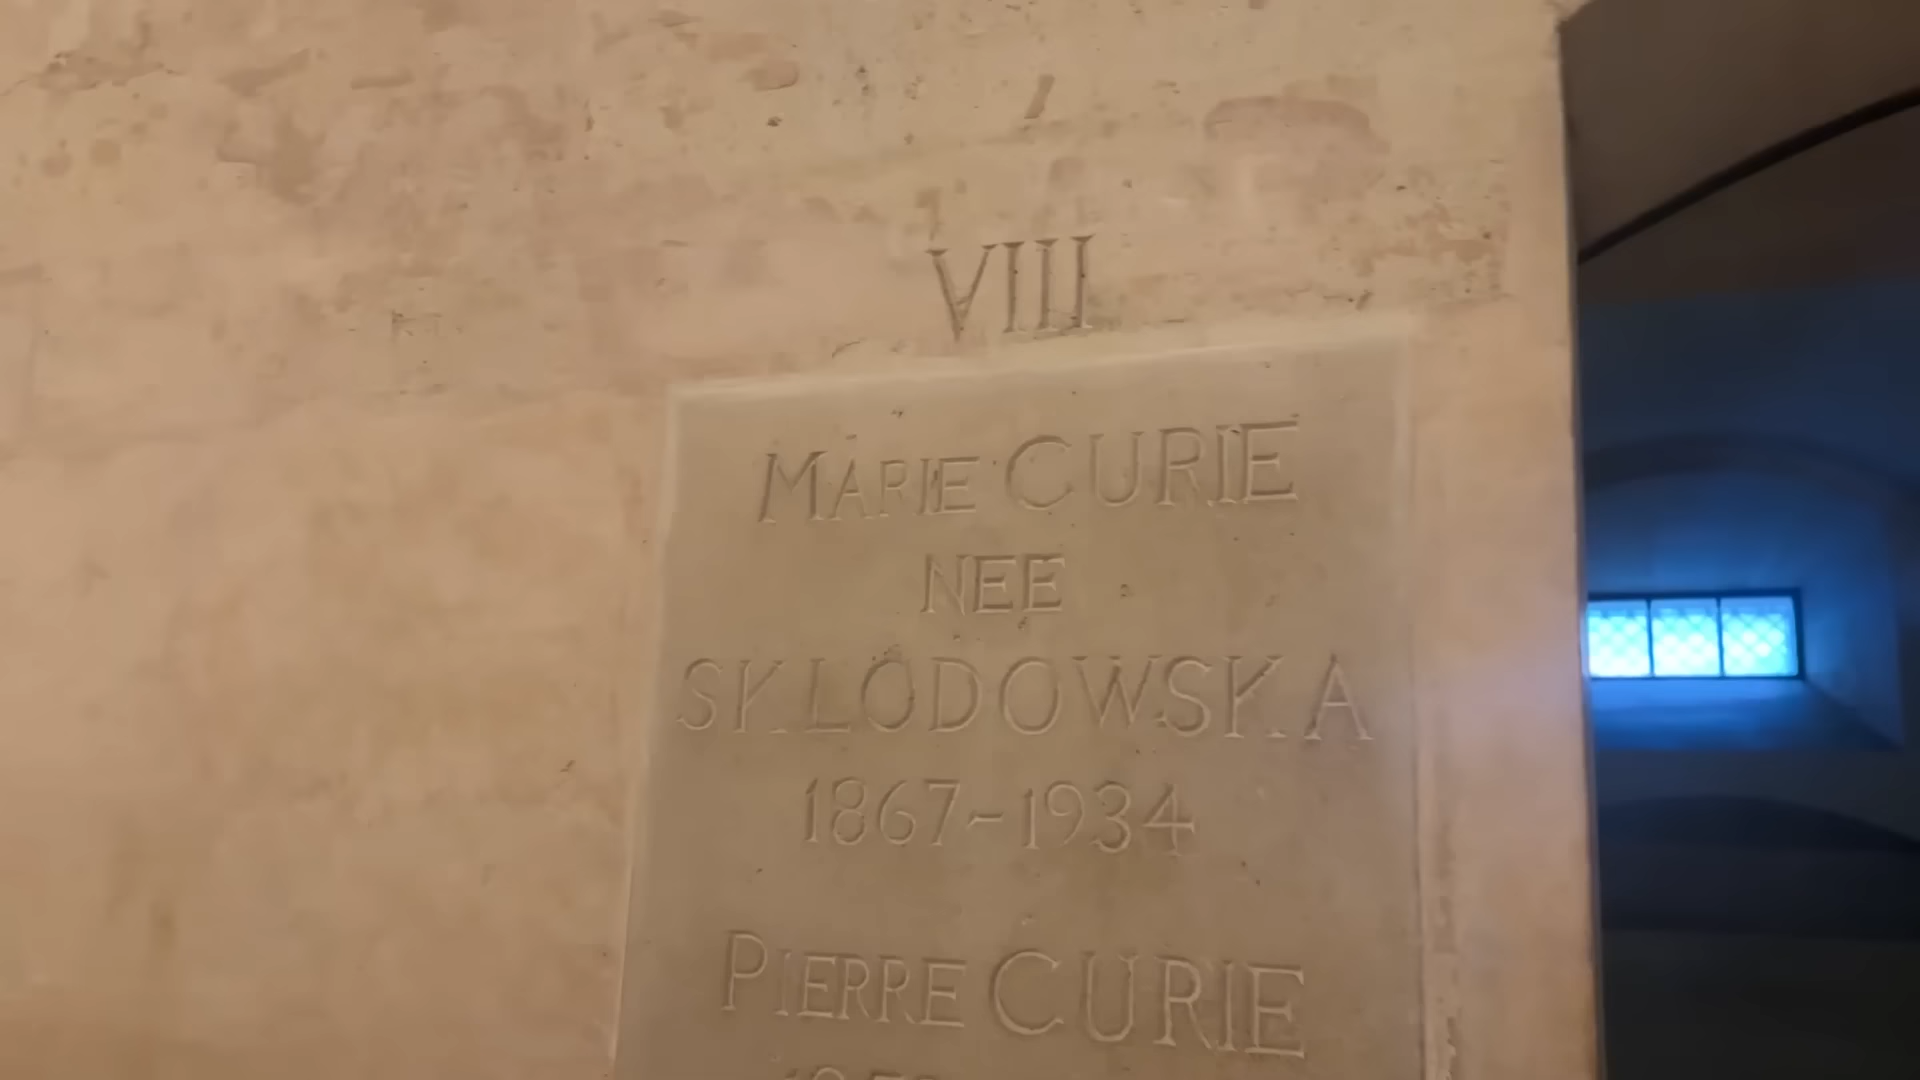 VIII
MARIE CURIE
NEE
SKLODOWSKA
1867-1934
PIERRE CURIE